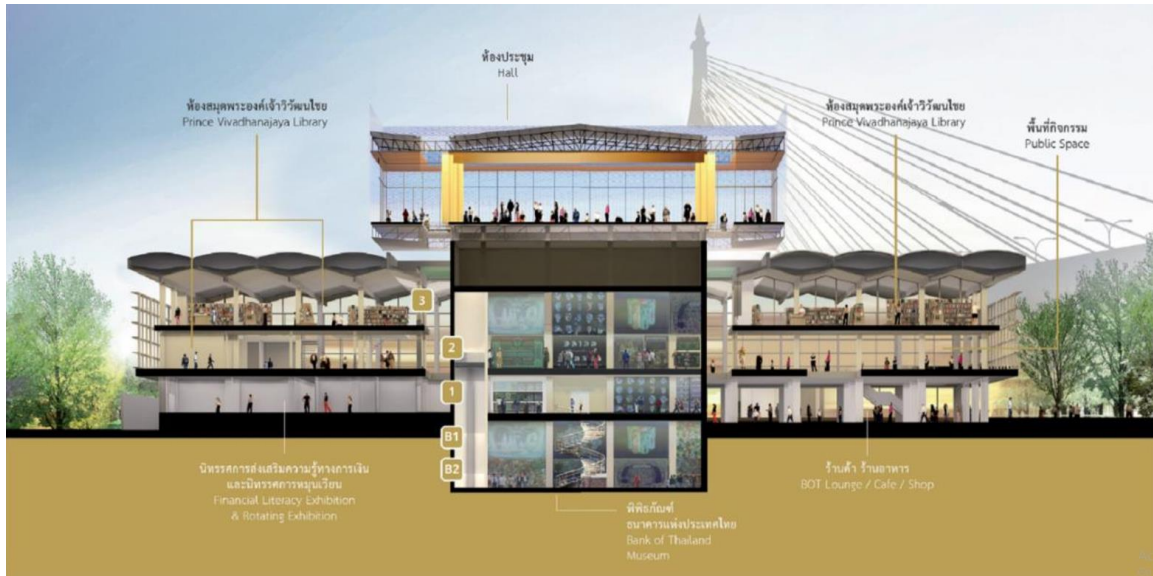 ห้องประชุม
Hall
ห้องสมุดพระองค์เจ้าวิวัฒนไชย
Prince Vivadhanajaya Library
ห้องสมุดพระองค์เจ้าวิวัฒนไชย
Prince Vivadhanajaya Library
พื้นที่กิจกรรม
Public Space
3
2
1
B1
B2
นิทรรศการส่งเสริมความรู้ทางการเงิน
และนิทรรศการหมุนเวียน
Financial Literacy Exhibition
& Rotating Exhibition
ร้านค้า ร้านอาหาร
BOT Lounge / Cafe / Shop
พิพิธภัณฑ์
ธนาคารแห่งประเทศไทย
Bank of Thailand
Museum